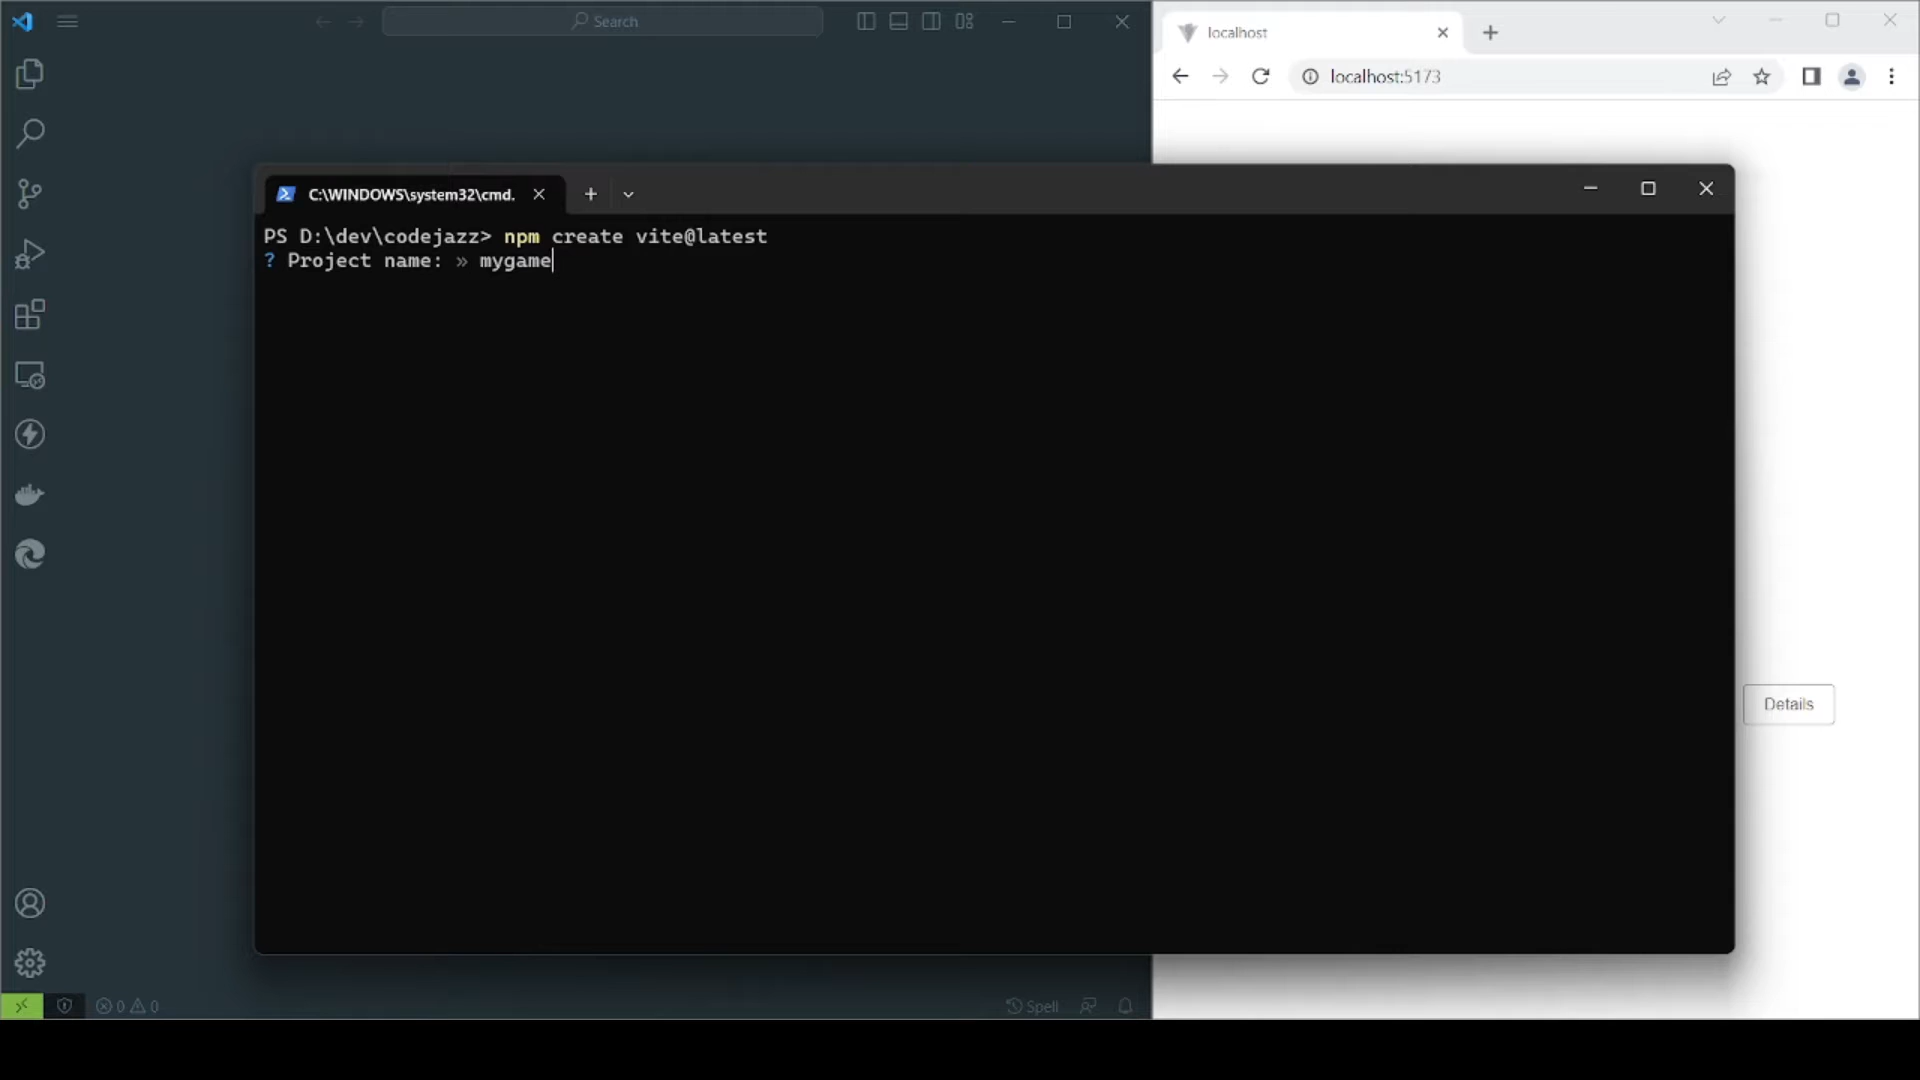 Search
localhost
localhost:5173
C:\WINDOWS\system32\cmd.
PS D:\dev\codejazz> npm create vite@latest
? Project name: » mygame
Details
0 0
Spell